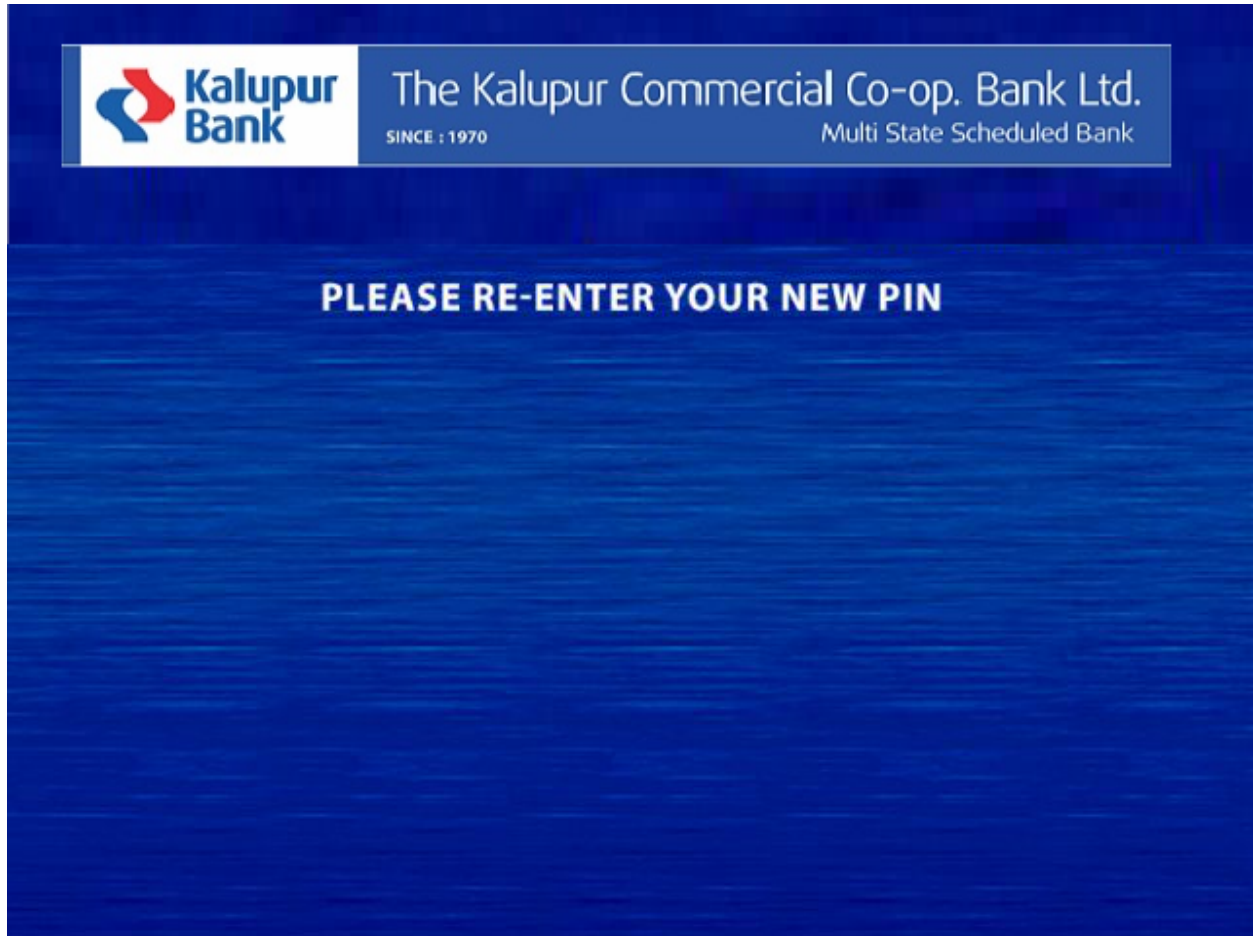 Kalupur
Bank
The Kalupur Commercial Co-op. Bank Ltd.
SINCE : 1970
Multi State Scheduled Bank
PLEASE RE-ENTER YOUR NEW PIN